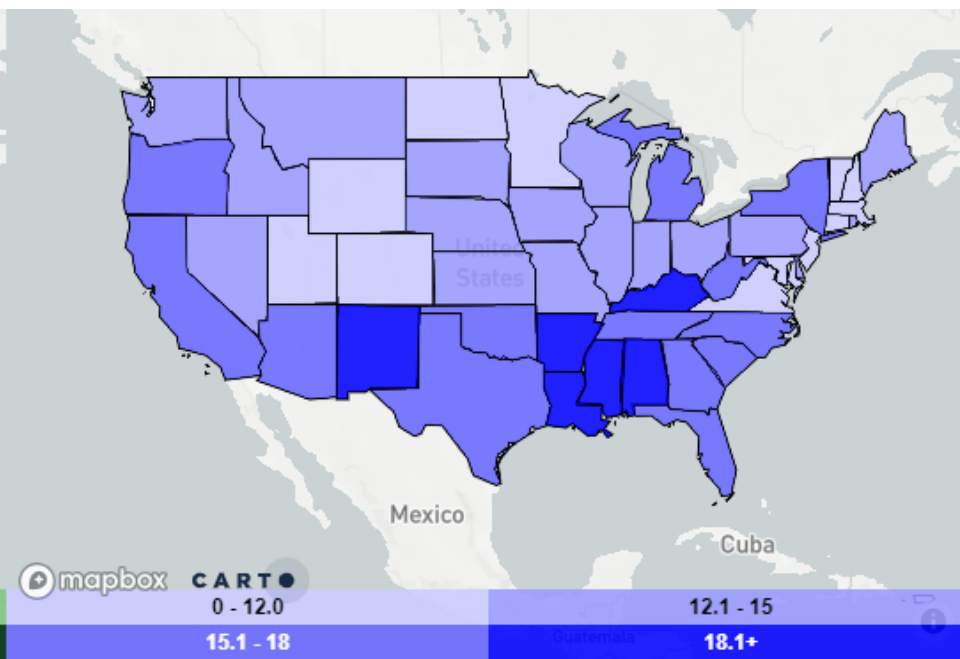 United
States
Mexico
Cuba
mapbox CARTO
0 - 12.0
12.1 - 15
15.1 - 18
Guatemala
18.1+